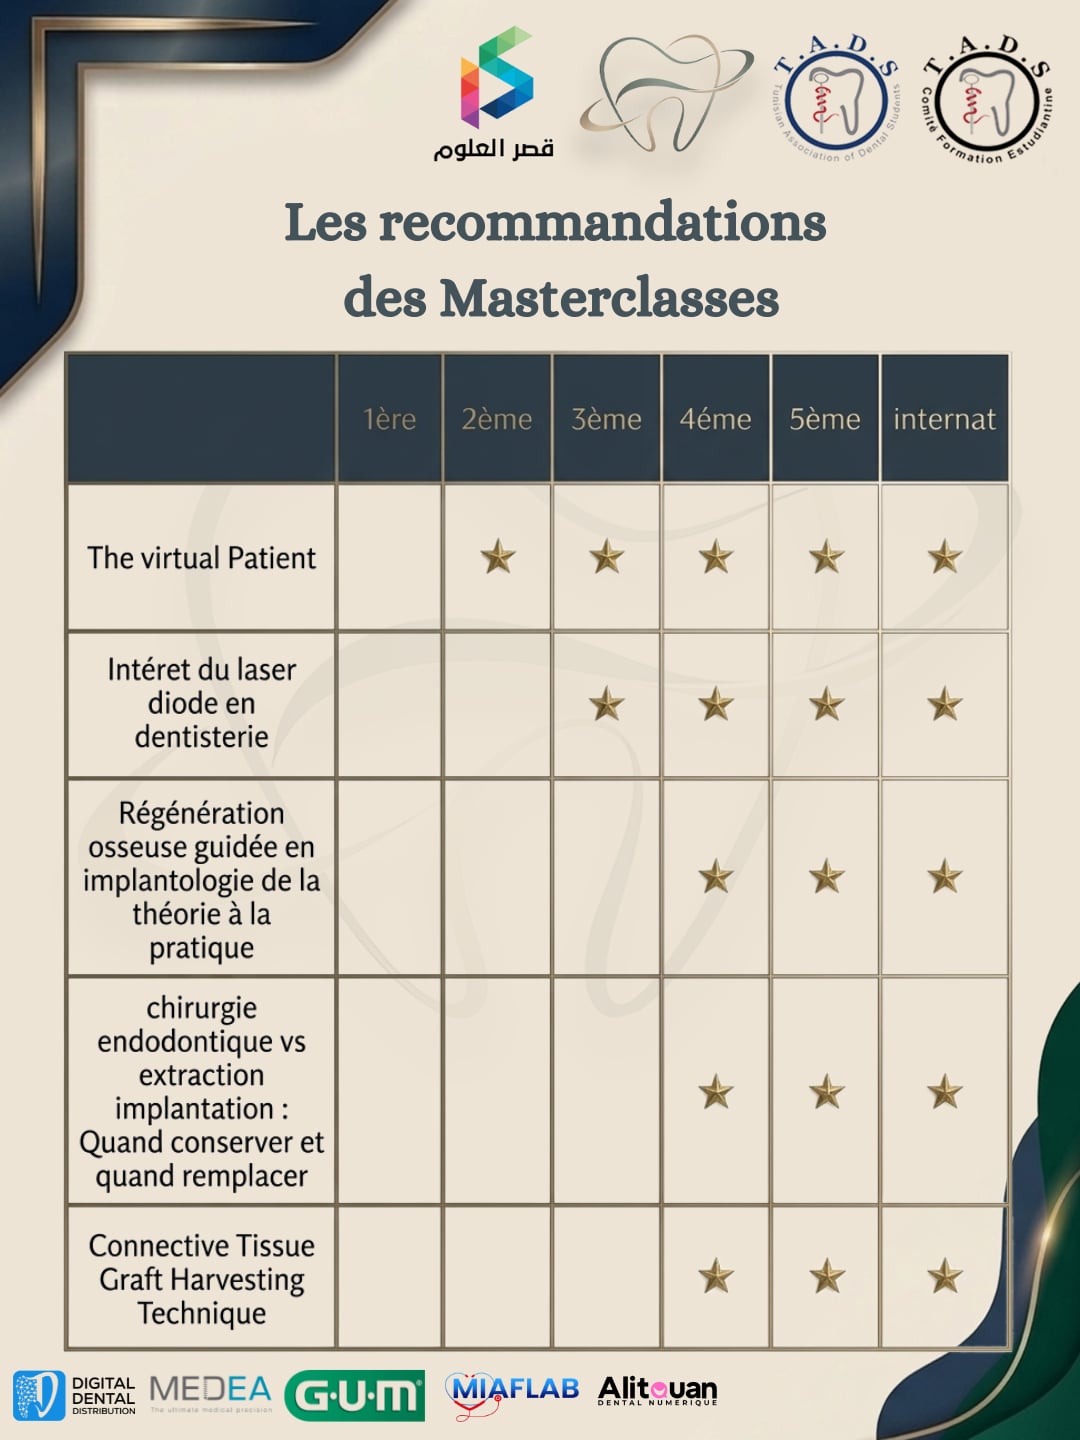 قصر العلوم
T.A.D.S
Tunisian Association of Dental Students
T.A.D.S
Comité Formation Estudiantine
Les recommandations
des Masterclasses
1ère 2ème 3ème 4éme 5ème internat
The virtual Patient
Intéret du laser
diode en
dentisterie
Régénération
osseuse guidée en
implantologie de la
théorie à la
pratique
chirurgie
endodontique vs
extraction
implantation :
Quand conserver et
quand remplacer
Connective Tissue
Graft Harvesting
Technique
DIGITAL
DENTAL
DISTRIBUTION
MEDEA
The ultimate medical precision
G·U·M®
MIAFLAB
Alitouan
DENTAL NUMERIQUE